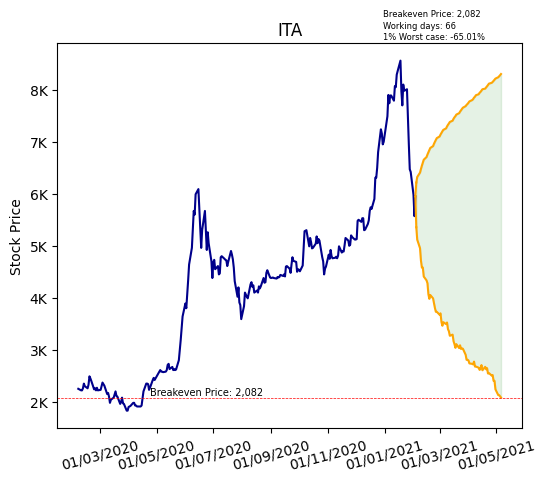 Breakeven Price: 2,082
Working days: 66
1% Worst case: -65.01%
ITA
Stock Price
8K
7K
6K
5K
4K
3K
2K
Breakeven Price: 2,082
01/03/2020 01/05/2020 01/07/2020 01/09/2020 01/11/2020 01/01/2021 01/03/2021 01/05/2021